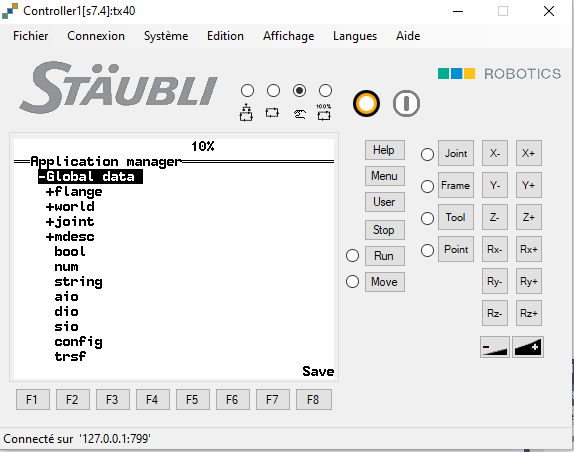 Controller1[s7.4]:tx40
Fichier Connexion Système Edition Affichage Langues Aide
STÄUBLI
ROBOTICS
100%
10%
Application manager
-Global data
+flange
+world
+joint
+mdesc
bool
num
string
aio
dio
sio
config
trsf
Save
Help
Menu
User
Stop
Run
Move
Joint X- X+
Frame Y- Y+
Tool Z- Z+
Point Rx- Rx+
Ry- Ry+
Rz- Rz+
- +
F1 F2 F3 F4 F5 F6 F7 F8
Connecté sur '127.0.0.1:799'